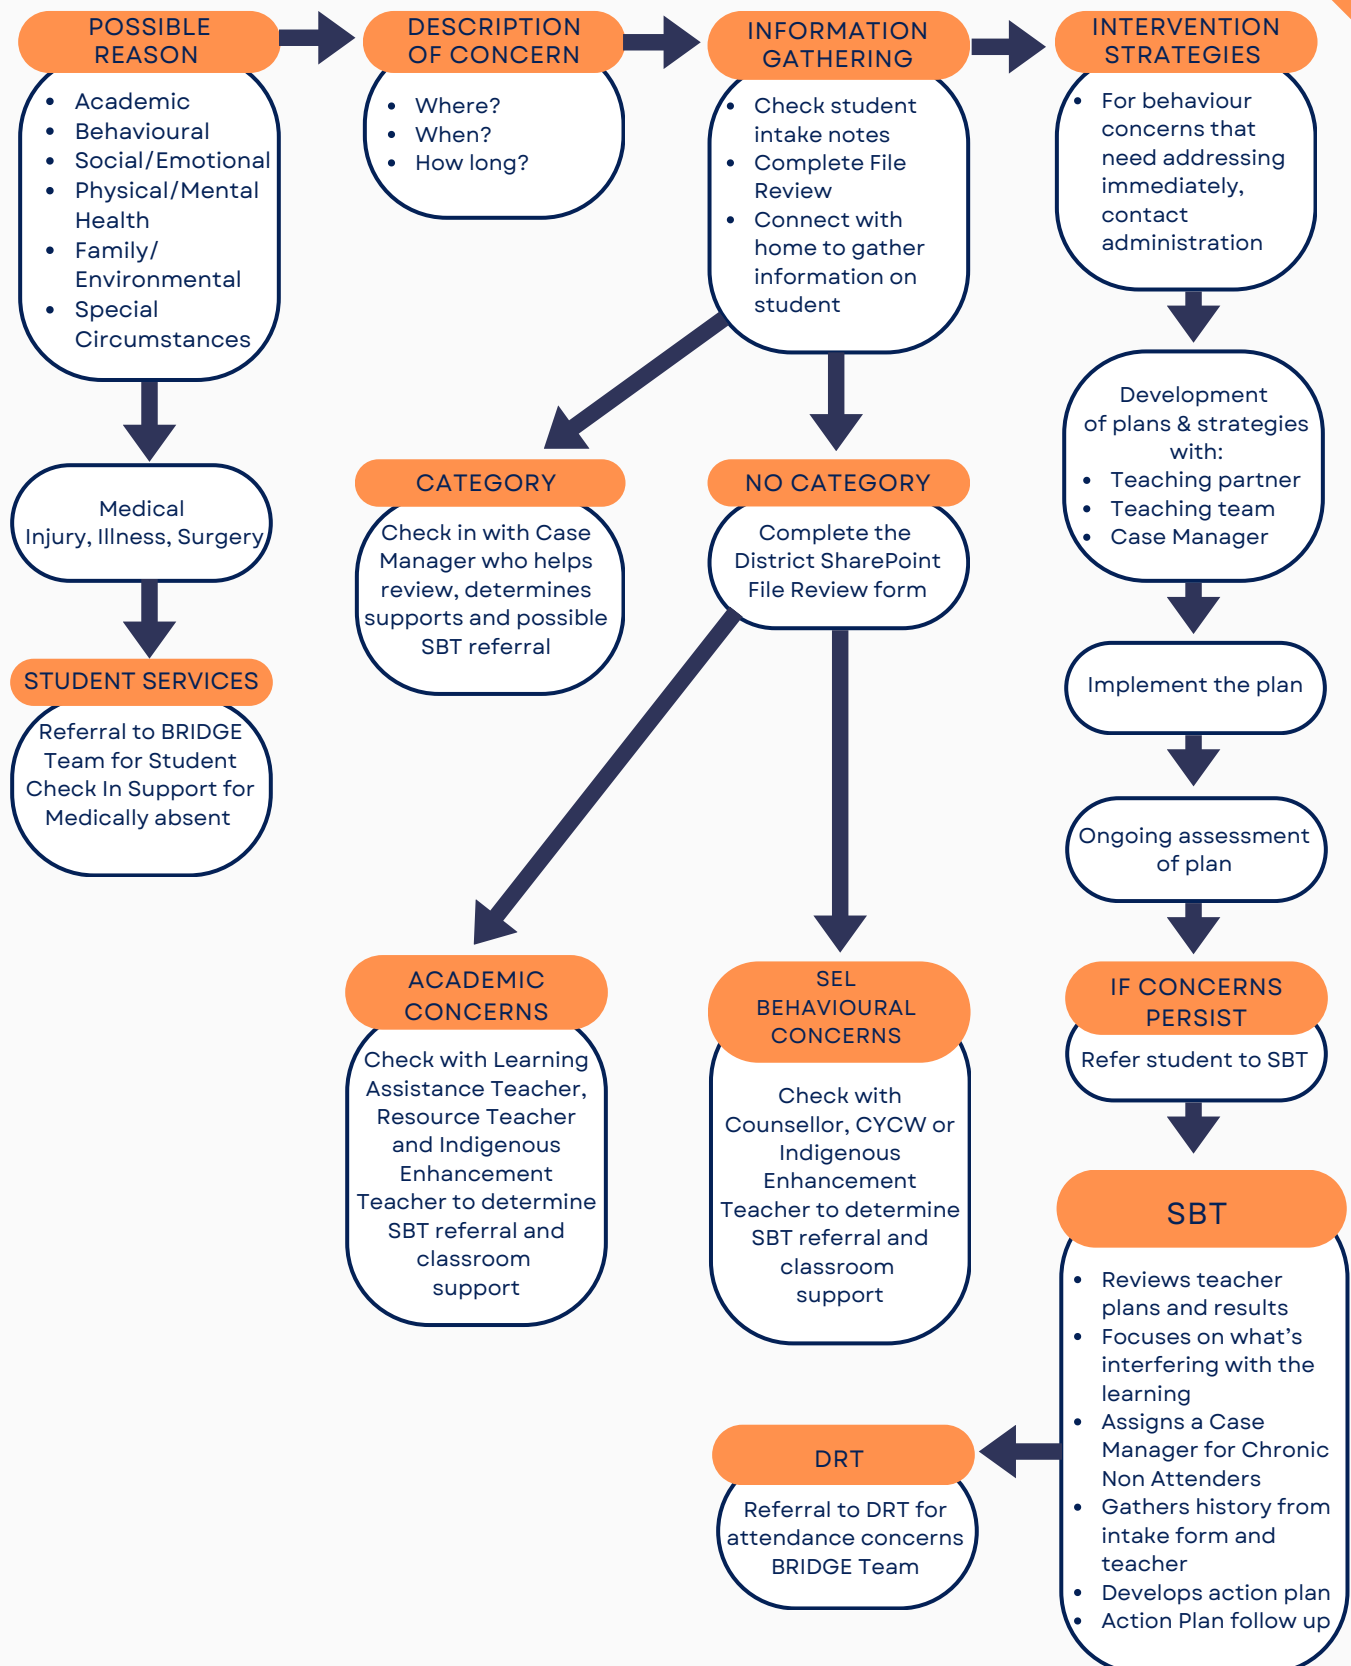 POSSIBLE
REASON
• Academic
• Behavioural
• Social/Emotional
• Physical/Mental
Health
• Family/
Environmental
• Special
Circumstances
Medical
Injury, Illness, Surgery
STUDENT SERVICES
Referral to BRIDGE
Team for Student
Check In Support for
Medically absent
DESCRIPTION
OF CONCERN
• Where?
• When?
• How long?
INFORMATION
GATHERING
• Check student
intake notes
• Complete File
Review
• Connect with
home to gather
information on
student
CATEGORY
Check in with Case
Manager who helps
review, determines
supports and possible
SBT referral
NO CATEGORY
Complete the
District SharePoint
File Review form
ACADEMIC
CONCERNS
Check with Learning
Assistance Teacher,
Resource Teacher
and Indigenous
Enhancement
Teacher to determine
SBT referral and
classroom
support
SEL
BEHAVIOURAL
CONCERNS
Check with
Counsellor, CYCW or
Indigenous
Enhancement
Teacher to determine
SBT referral and
classroom
support
INTERVENTION
STRATEGIES
• For behaviour
concerns that
need addressing
immediately,
contact
administration
Development
of plans & strategies
with:
• Teaching partner
• Teaching team
• Case Manager
Implement the plan
Ongoing assessment
of plan
IF CONCERNS
PERSIST
Refer student to SBT
SBT
• Reviews teacher
plans and results
• Focuses on what’s
interfering with the
learning
• Assigns a Case
Manager for Chronic
Non Attenders
• Gathers history from
intake form and
teacher
• Develops action plan
• Action Plan follow up
DRT
Referral to DRT for
attendance concerns
BRIDGE Team